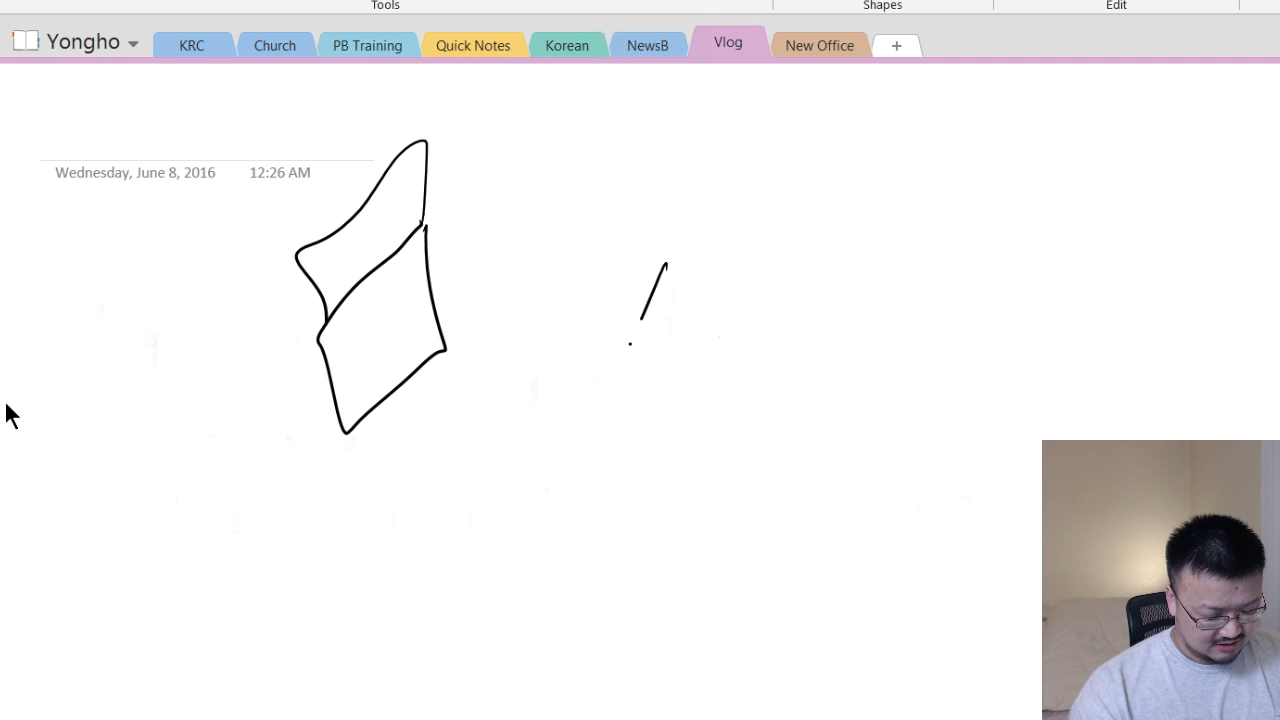 Tools Shapes Edit
Yongho KRC Church PB Training Quick Notes Korean NewsB Vlog New Office +
Wednesday, June 8, 2016 12:26 AM